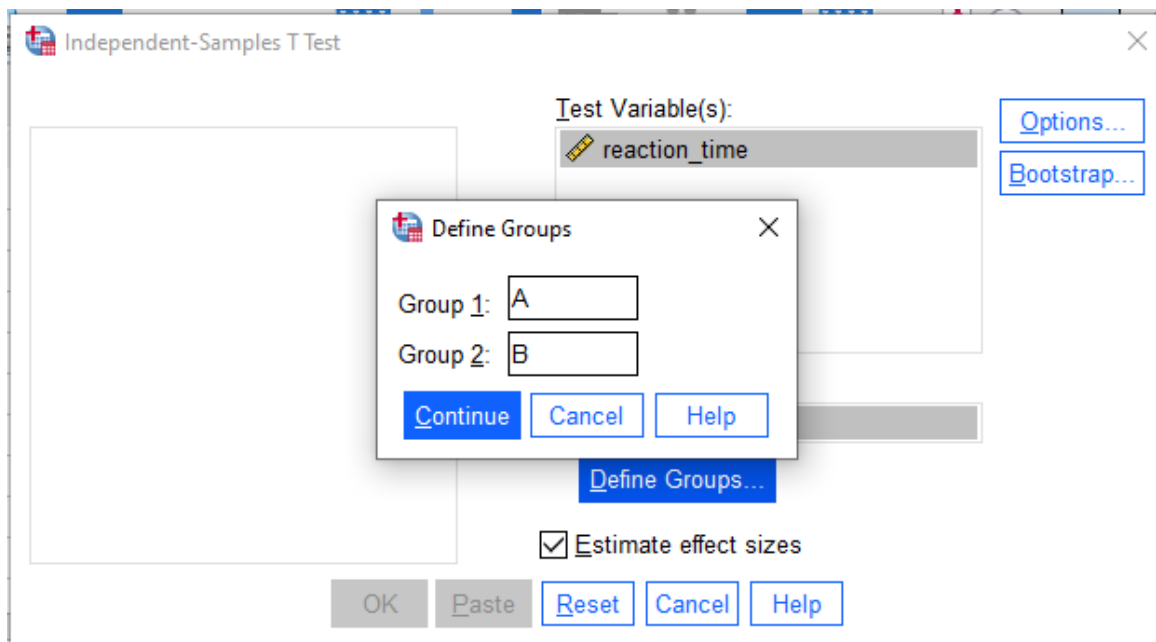 Independent-Samples T Test
Test Variable(s):
reaction_time
Options...
Bootstrap...
Define Groups
Group 1: A
Group 2: B
Continue Cancel Help
Define Groups...
Estimate effect sizes
OK Paste Reset Cancel Help